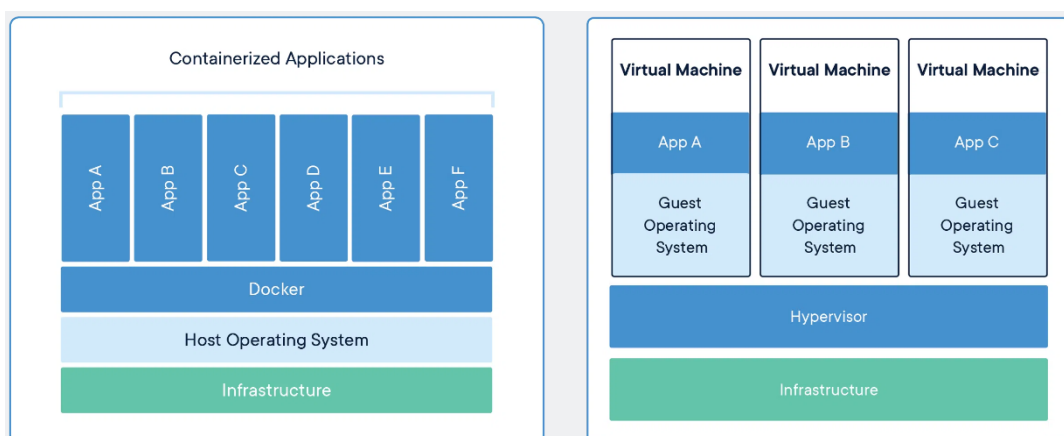 Containerized Applications
App A
App B
App C
App D
App E
App F
Docker
Host Operating System
Infrastructure
Virtual Machine
App A
Guest
Operating
System
Virtual Machine
App B
Guest
Operating
System
Virtual Machine
App C
Guest
Operating
System
Hypervisor
Infrastructure